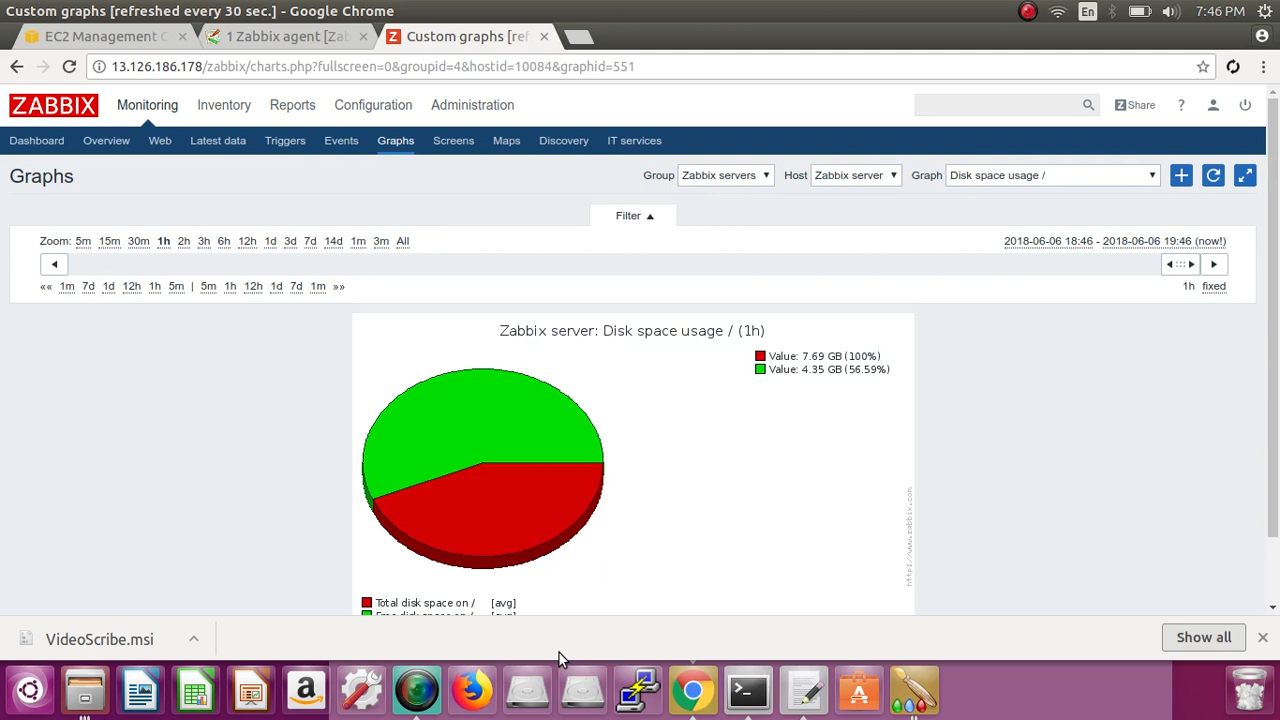 Custom graphs [refreshed every 30 sec.] - Google Chrome
En
7:46 PM
EC2 Management C
1 Zabbix agent [Zab
Custom graphs [ref
13.126.186.178/zabbix/charts.php?fullscreen=0&groupid=4&hostid=10084&graphid=551
ZABBIX
Monitoring
Inventory
Reports
Configuration
Administration
Z Share
?
Dashboard
Overview
Web
Latest data
Triggers
Events
Graphs
Screens
Maps
Discovery
IT services
Graphs
Group
Zabbix servers
Host
Zabbix server
Graph
Disk space usage /
Filter
Zoom: 5m 15m 30m 1h 2h 3h 6h 12h 1d 3d 7d 14d 1m 3m All
2018-06-06 18:46 - 2018-06-06 19:46 (now!)
«« 1m 7d 1d 12h 1h 5m | 5m 1h 12h 1d 7d 1m »»
1h fixed
Zabbix server: Disk space usage / (1h)
Value: 7.69 GB (100%)
Value: 4.35 GB (56.59%)
http://www.zabbix.com
Total disk space on / [avg]
Free disk space on / [avg]
VideoScribe.msi
Show all